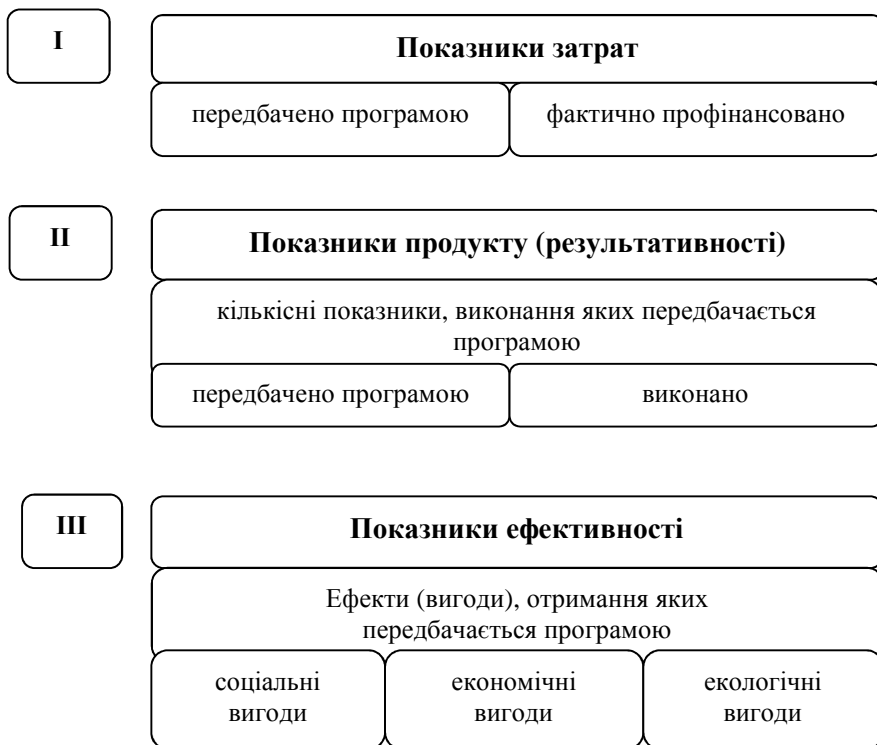 I
Показники затрат
передбачено програмою
фактично профінансовано
II
Показники продукту (результативності)
кількісні показники, виконання яких передбачається
програмою
передбачено програмою
виконано
III
Показники ефективності
Ефекти (вигоди), отримання яких
передбачається програмою
соціальні
вигоди
економічні
вигоди
екологічні
вигоди